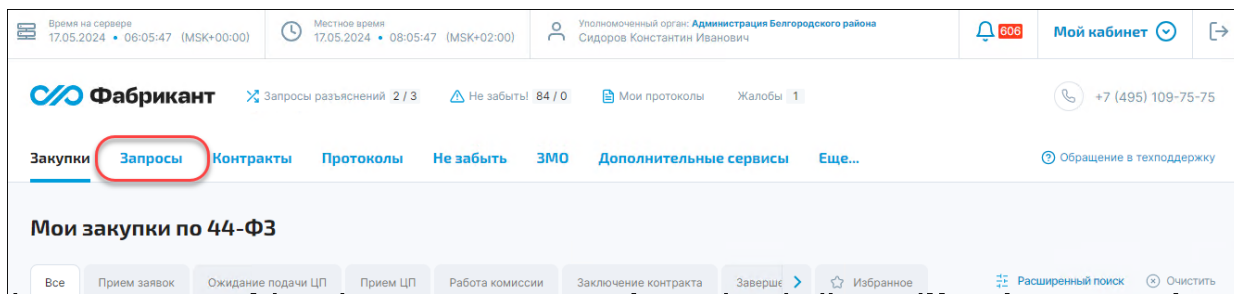 Время на сервере
17.05.2024 • 06:05:47 (MSK+00:00)
Местное время
17.05.2024 • 08:05:47 (MSK+02:00)
Уполномоченный орган: Администрация Белгородского района
Сидоров Константин Иванович
606
Мой кабинет
Фабрикант
Запросы разъяснений 2 / 3
Не забыть! 84 / 0
Мои протоколы
Жалобы 1
+7 (495) 109-75-75
Закупки Запросы Контракты Протоколы Не забыть ЗМО Дополнительные сервисы Еще...
Обращение в техподдержку
Мои закупки по 44-ФЗ
Все Прием заявок Ожидание подачи ЦП Прием ЦП Работа комиссии Заключение контракта Заверше Избранное
Расширенный поиск Очистить